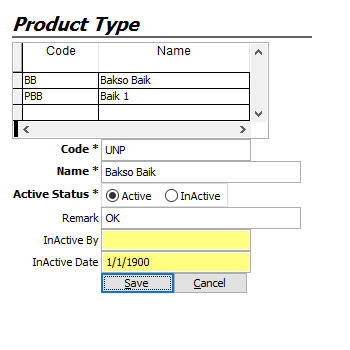 Product Type
Code Name
BB Bakso Baik
PBB Baik 1
Code * UNP
Name * Bakso Baik
Active Status * Active InActive
Remark OK
InActive By
InActive Date 1/1/1900
Save Cancel